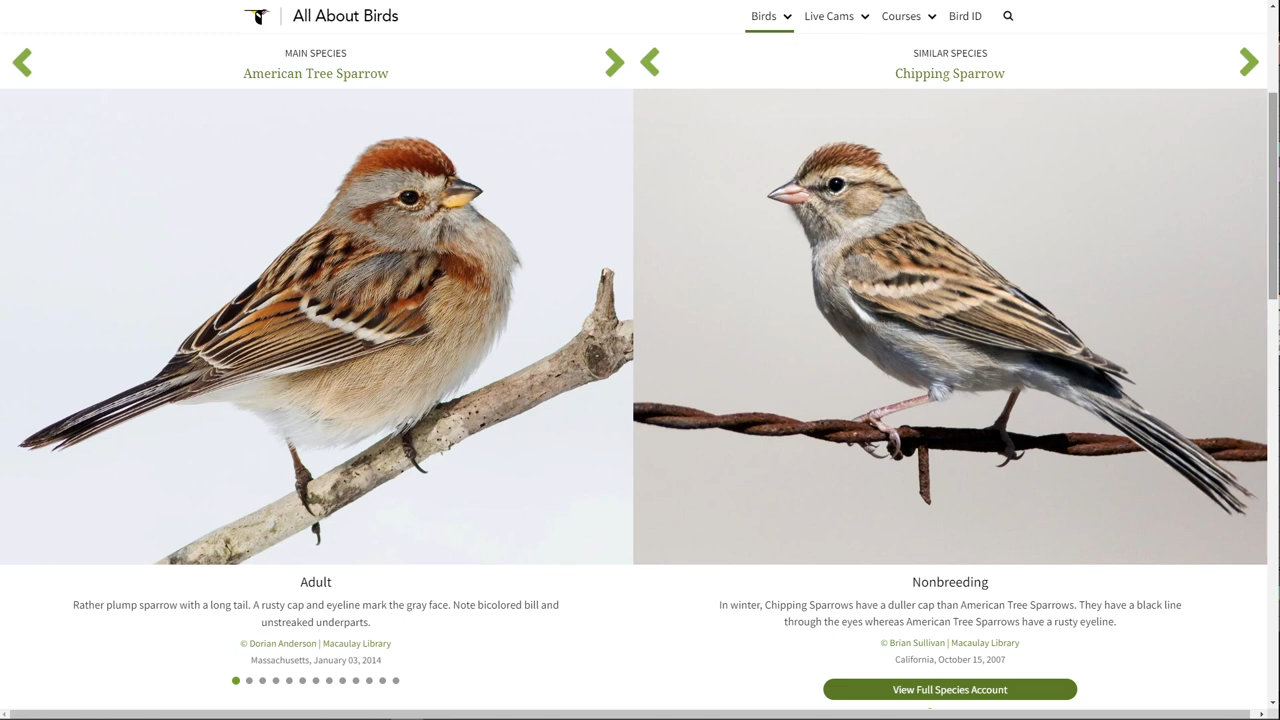 All About Birds
Birds
Live Cams
Courses
Bird ID
MAIN SPECIES
American Tree Sparrow
SIMILAR SPECIES
Chipping Sparrow
Adult
Rather plump sparrow with a long tail. A rusty cap and eyeline mark the gray face. Note bicolored bill and
unstreaked underparts.
© Dorian Anderson | Macaulay Library
Massachusetts, January 03, 2014
Nonbreeding
In winter, Chipping Sparrows have a duller cap than American Tree Sparrows. They have a black line
through the eyes whereas American Tree Sparrows have a rusty eyeline.
© Brian Sullivan | Macaulay Library
California, October 15, 2007
View Full Species Account